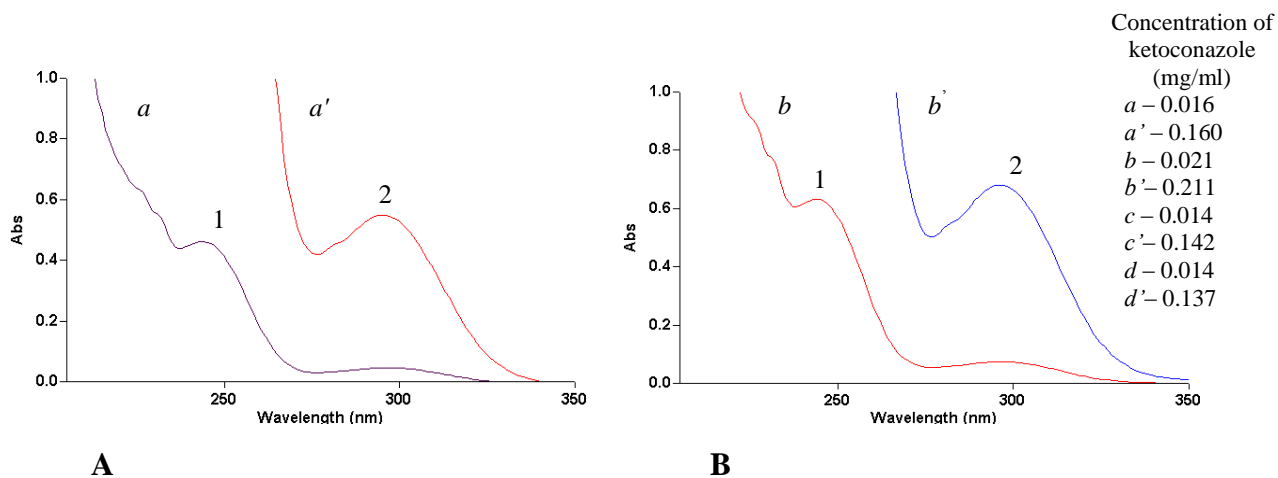 Concentration of
ketoconazole
(mg/ml)
a – 0.016
a’ – 0.160
b – 0.021
b’– 0.211
c – 0.014
c’– 0.142
d – 0.014
d’– 0.137
1.0
0.8
0.6
0.4
0.2
0.0
Abs
a
a'
1
2
250
300
350
Wavelength (nm)
A
1.0
0.8
0.6
0.4
0.2
0.0
Abs
b
b’
1
2
250
300
350
Wavelength (nm)
B